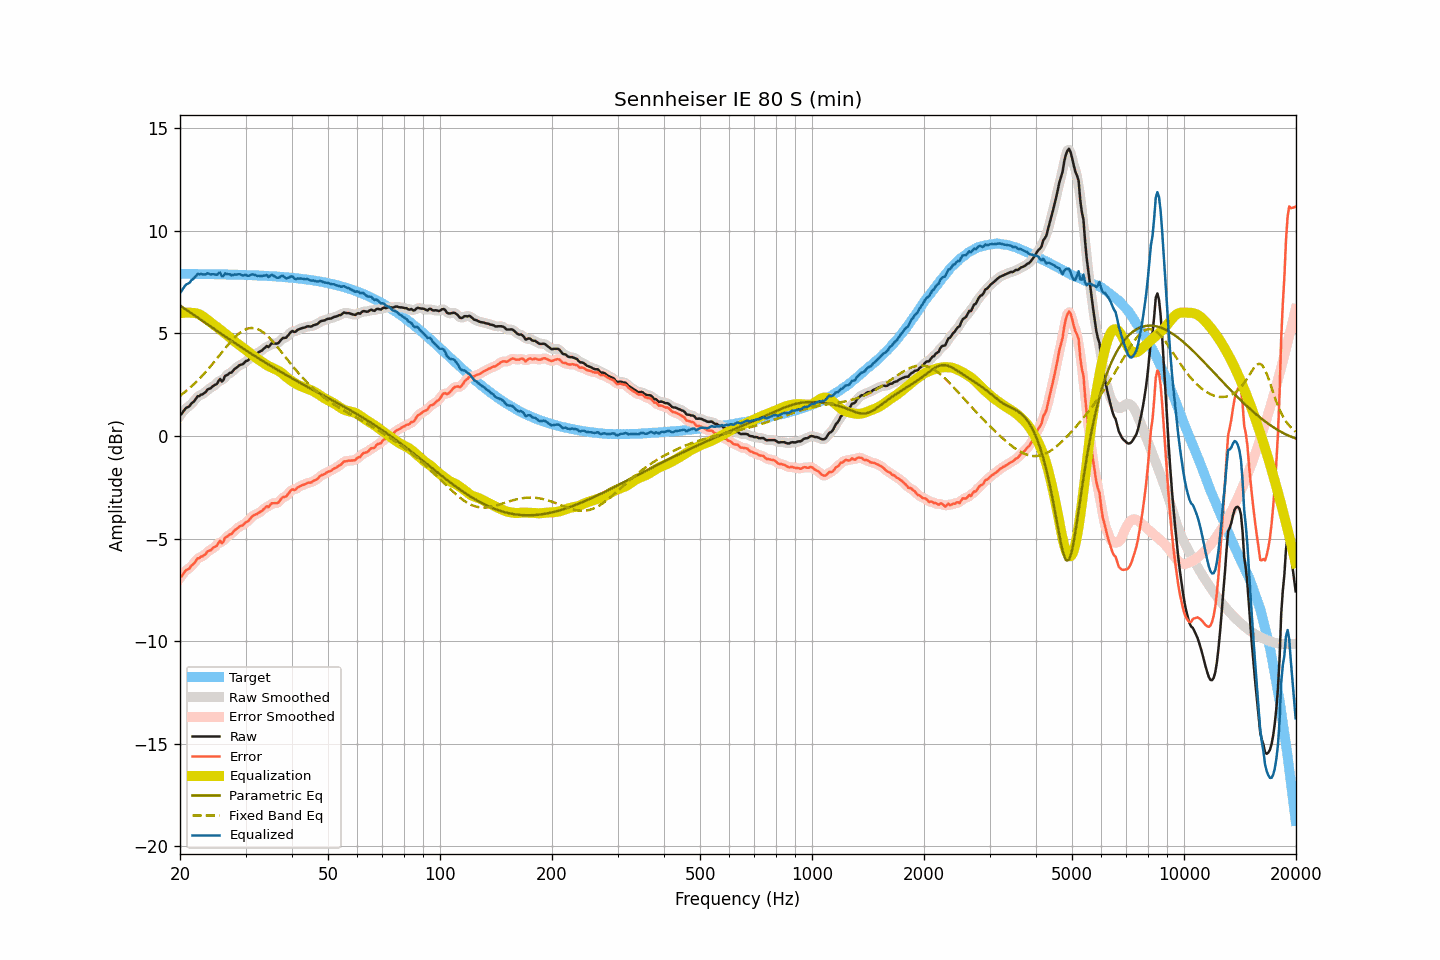 Sennheiser IE 80 S (min)
15
10
5
0
−5
−10
−15
−20
Amplitude (dBr)
Target
Raw Smoothed
Error Smoothed
Raw
Error
Equalization
Parametric Eq
Fixed Band Eq
Equalized
20 50 100 200 500 1000 2000 5000 10000 20000
Frequency (Hz)